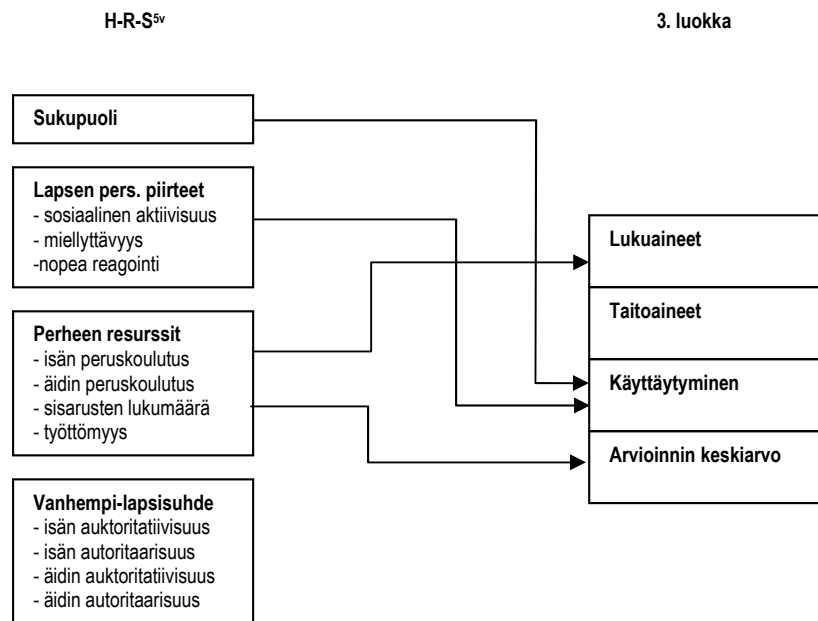 H-R-S⁵ᵛ
3. luokka
Sukupuoli
Lapsen pers. piirteet
- sosiaalinen aktiivisuus
- miellyttävyys
-nopea reagointi
Perheen resurssit
- isän peruskoulutus
- äidin peruskoulutus
- sisarusten lukumäärä
- työttömyys
Vanhempi-lapsisuhde
- isän auktoritatiivisuus
- isän autoritaarisuus
- äidin auktoritatiivisuus
- äidin autoritaarisuus
Lukuaineet
Taitoaineet
Käyttäytyminen
Arvioinnin keskiarvo